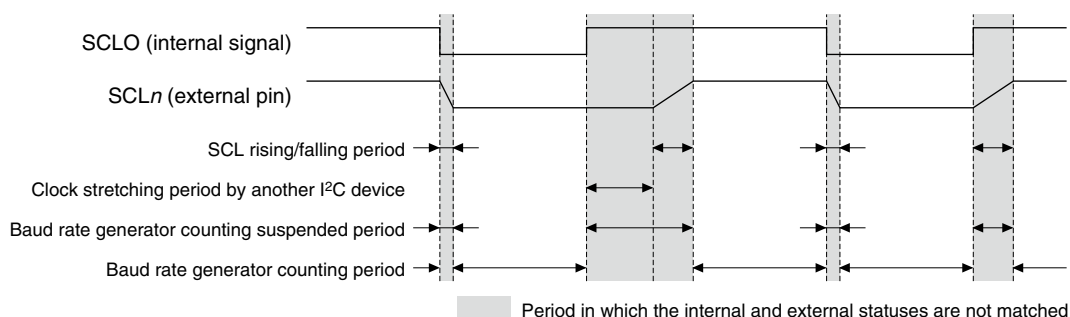 SCLO (internal signal)
SCLn (external pin)
SCL rising/falling period
Clock stretching period by another I²C device
Baud rate generator counting suspended period
Baud rate generator counting period
Period in which the internal and external statuses are not matched